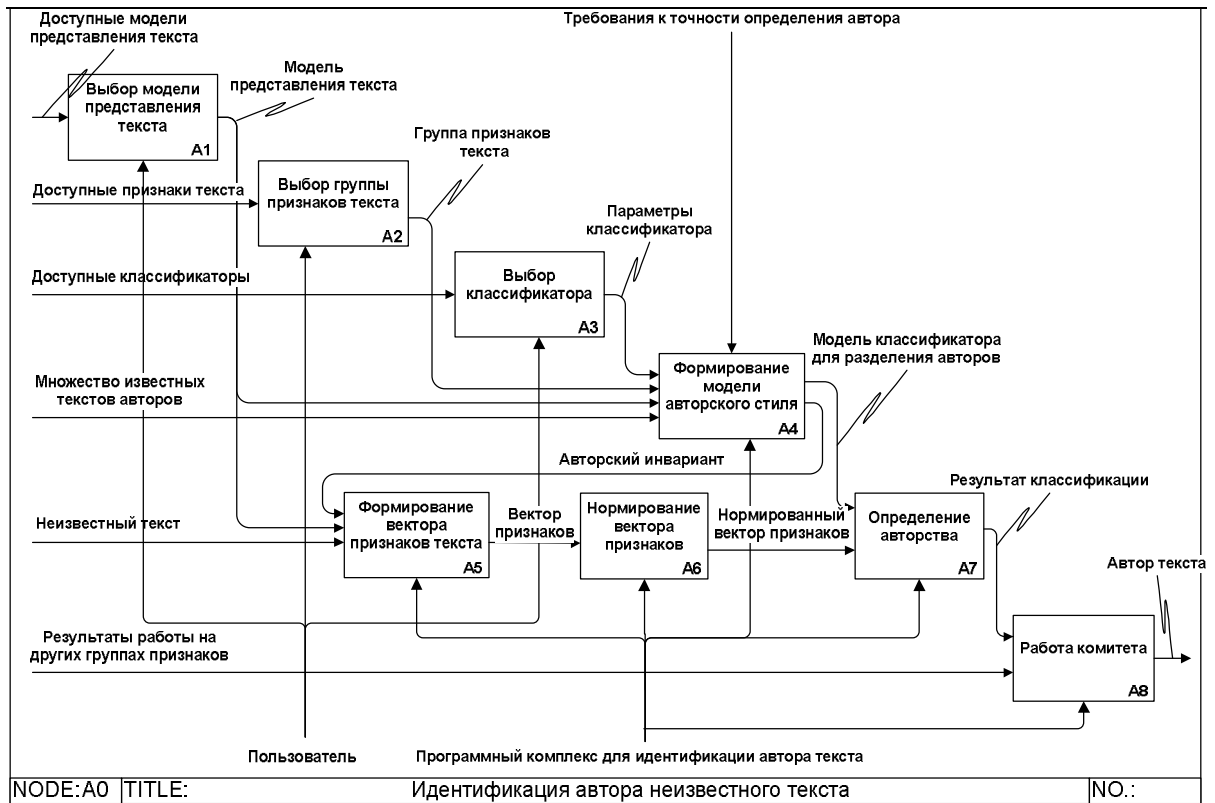 Доступные модели
представления текста
Требования к точности определения автора
Модель
представления текста
Выбор модели
представления
текста
A1
Группа признаков
текста
Доступные признаки текста
Выбор группы
признаков текста
A2
Параметры
классификатора
Доступные классификаторы
Выбор
классификатора
A3
Модель классификатора
для разделения авторов
Множество известных
текстов авторов
Формирование
модели
авторского стиля
A4
Авторский инвариант
Результат классификации
Неизвестный текст
Формирование
вектора
признаков текста
A5
Вектор
признаков
Нормирование
вектора
признаков
A6
Нормированный
вектор признаков
Определение
авторства
A7
Автор текста
Результаты работы на
других группах признаков
Работа комитета
A8
Пользователь
Программный комплекс для идентификации автора текста
NODE:A0
TITLE:
Идентификация автора неизвестного текста
NO.: